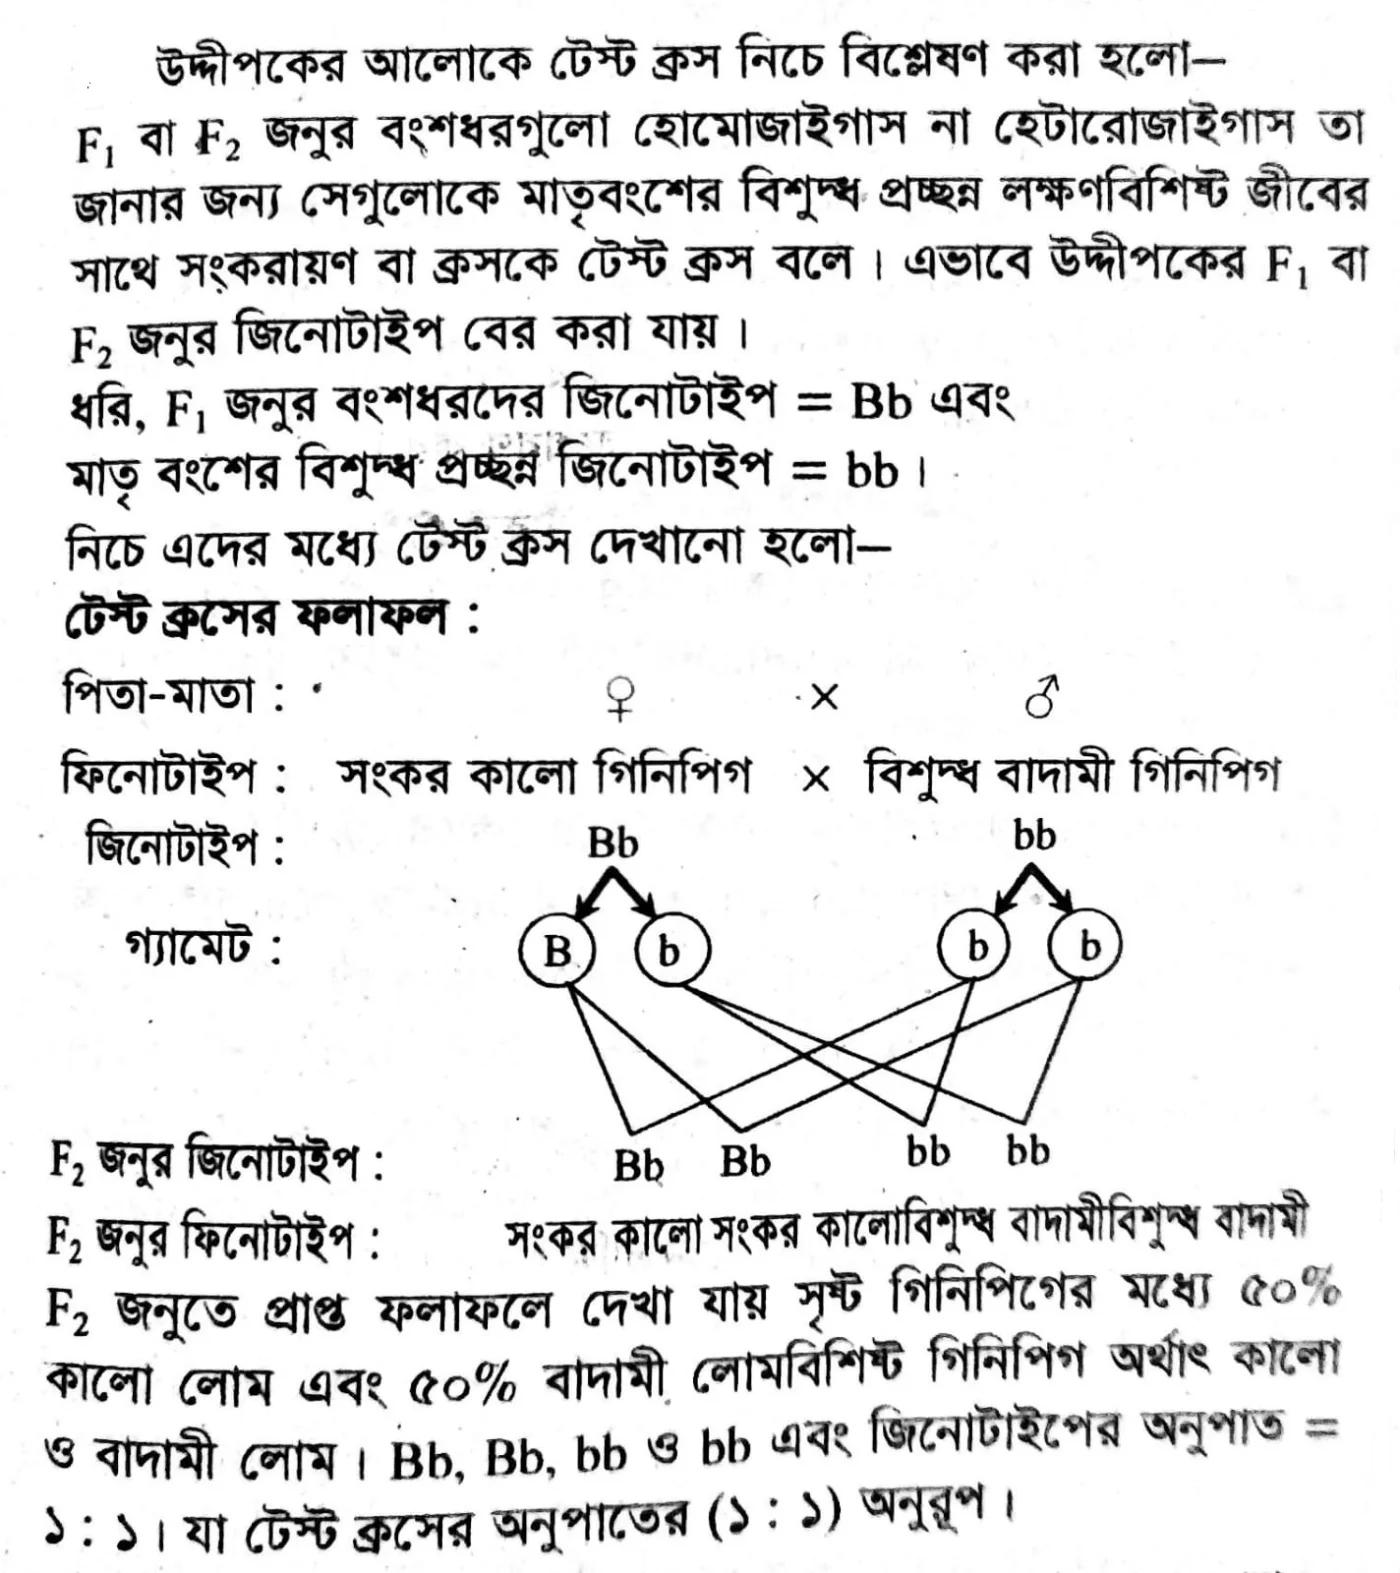 উদ্দীপকের আলোকে টেস্ট ক্রস নিচে বিশ্লেষণ করা হলো—
F₁ বা F₂ জনুর বংশধরগুলো হোমোজাইগাস না হেটারোজাইগাস তা
জানার জন্য সেগুলোকে মাতৃবংশের বিশুদ্ধ প্রচ্ছন্ন লক্ষণবিশিষ্ট জীবের
সাথে সংকরায়ণ বা ক্রসকে টেস্ট ক্রস বলে। এভাবে উদ্দীপকের F₁ বা
F₂ জনুর জিনোটাইপ বের করা যায়।
ধরি, F₁ জনুর বংশধরদের জিনোটাইপ = Bb এবং
মাতৃ বংশের বিশুদ্ধ প্রচ্ছন্ন জিনোটাইপ = bb।
নিচে এদের মধ্যে টেস্ট ক্রস দেখানো হলো—
টেস্ট ক্রসের ফলাফল :
পিতা-মাতা : ♀ × ♂
ফিনোটাইপ : সংকর কালো গিনিপিগ × বিশুদ্ধ বাদামী গিনিপিগ
জিনোটাইপ : Bb bb
গ্যামেট : B b b b
F₂ জনুর জিনোটাইপ : Bb Bb bb bb
F₂ জনুর ফিনোটাইপ : সংকর কালো সংকর কালোবিশুদ্ধ বাদামীবিশুদ্ধ বাদামী
F₂ জনুতে প্রাপ্ত ফলাফলে দেখা যায় সৃষ্ট গিনিপিগের মধ্যে ৫০%
কালো লোম এবং ৫০% বাদামী লোমবিশিষ্ট গিনিপিগ অর্থাৎ কালো
ও বাদামী লোম। Bb, Bb, bb ও bb এবং জিনোটাইপের অনুপাত =
১ : ১। যা টেস্ট ক্রসের অনুপাতের (১ : ১) অনুরূপ।